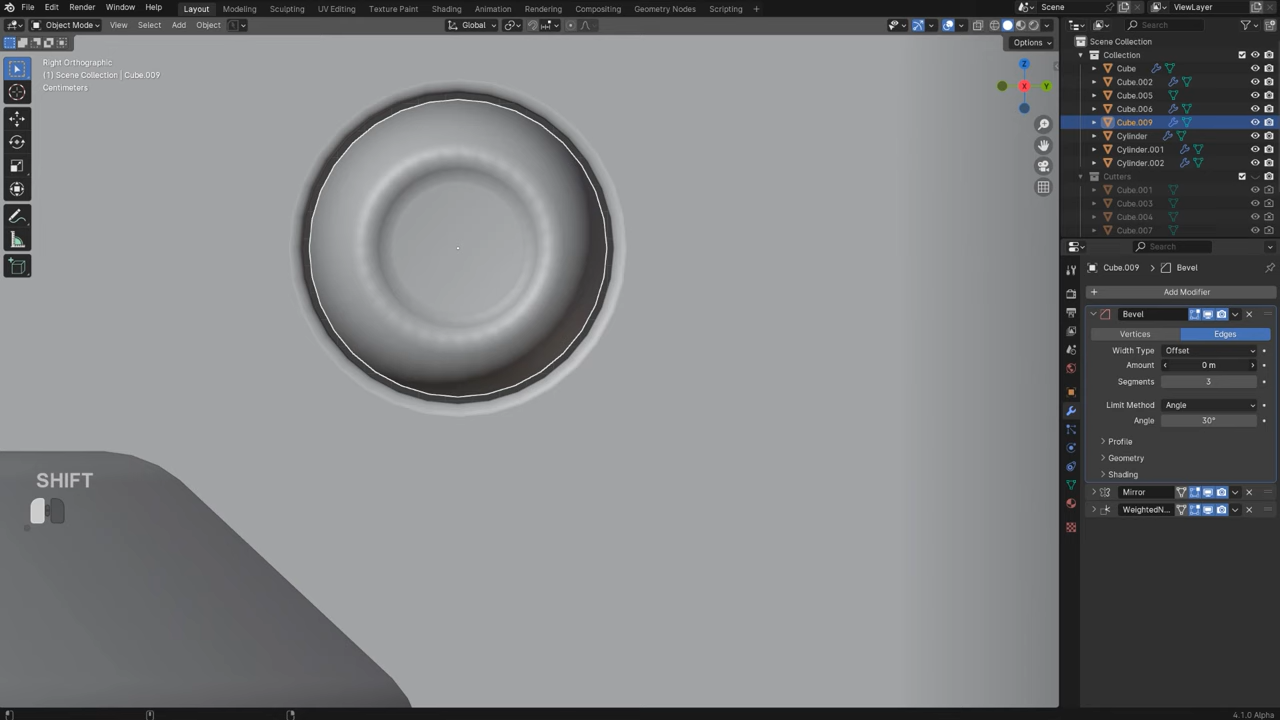 File Edit Render Window Help Layout Modeling Sculpting UV Editing Texture Paint Shading Animation Rendering Compositing Geometry Nodes Scripting + Scene ViewLayer
Object Mode View Select Add Object Global Search
Options
Right Orthographic
(1) Scene Collection | Cube.009
Centimeters
Z
X
Y
SHIFT
Scene Collection
Collection
Cube
Cube.002
Cube.005
Cube.006
Cube.009
Cylinder
Cylinder.001
Cylinder.002
Cutters
Cube.001
Cube.003
Cube.004
Cube.007
Search
Cube.009 > Bevel
+ Add Modifier
Bevel
Vertices Edges
Width Type Offset
Amount 0 m
Segments 3
Limit Method Angle
Angle 30°
Profile
Geometry
Shading
Mirror
WeightedN...
4.1.0 Alpha